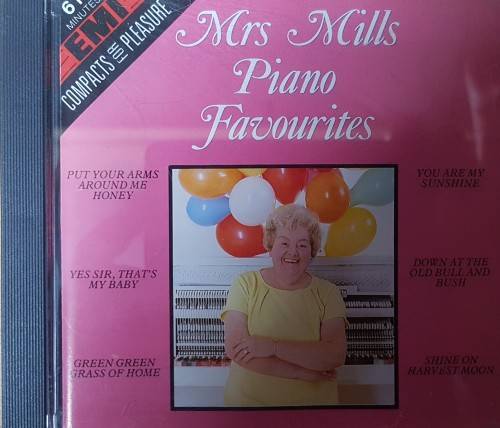 MINUTES
EMI
COMPACTS FOR PLEASURE
Mrs Mills
Piano
Favourites
PUT YOUR ARMS
AROUND ME
HONEY
YOU ARE MY
SUNSHINE
YES SIR, THAT'S
MY BABY
DOWN AT THE
OLD BULL AND
BUSH
GREEN GREEN
GRASS OF HOME
SHINE ON
HARVEST MOON